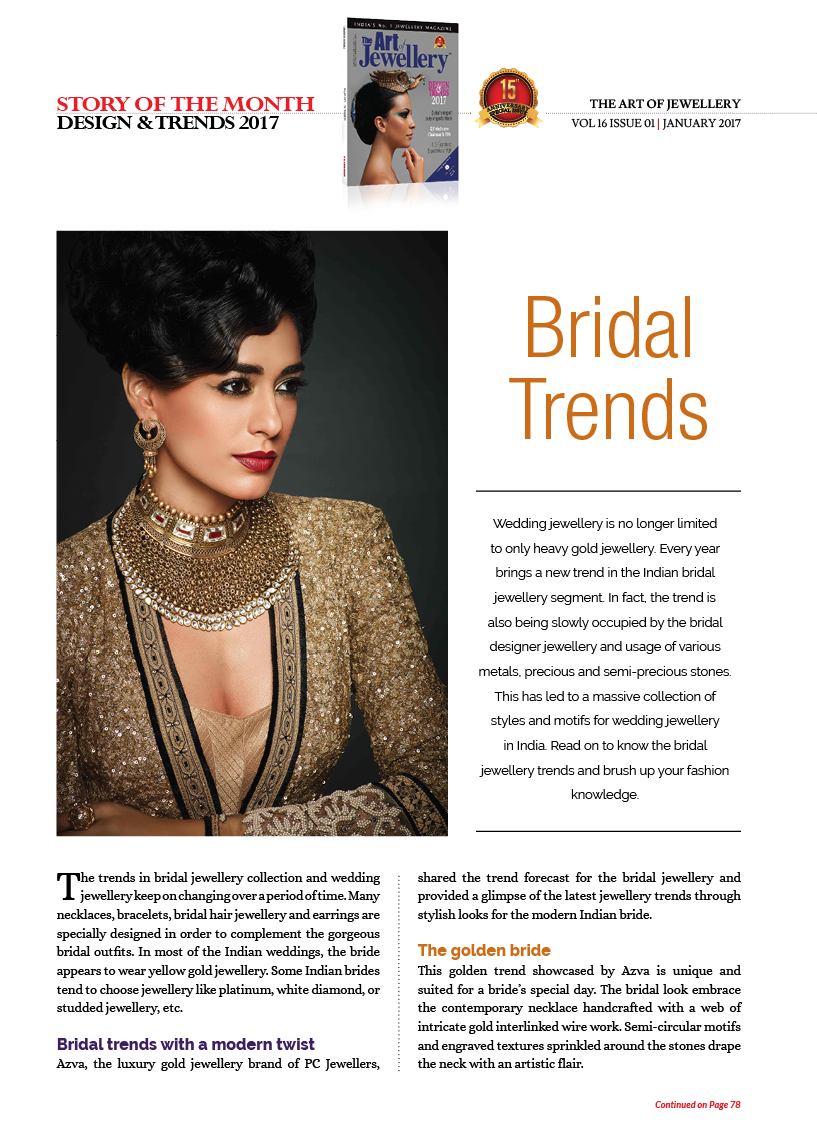 STORY OF THE MONTH
DESIGN & TRENDS 2017
INDIA'S No. 1 JEWELLERY MAGAZINE
The Art of
Jewellery
2017
15th
ANNIVERSARY
SPECIAL ISSUE
THE ART OF JEWELLERY
VOL 16 ISSUE 01 | JANUARY 2017
Bridal
Trends
Wedding jewellery is no longer limited
to only heavy gold jewellery. Every year
brings a new trend in the Indian bridal
jewellery segment. In fact, the trend is
also being slowly occupied by the bridal
designer jewellery and usage of various
metals, precious and semi-precious stones.
This has led to a massive collection of
styles and motifs for wedding jewellery
in India. Read on to know the bridal
jewellery trends and brush up your fashion
knowledge.
The trends in bridal jewellery collection and wedding
jewellery keep on changing over a period of time. Many
necklaces, bracelets, bridal hair jewellery and earrings are
specially designed in order to complement the gorgeous
bridal outfits. In most of the Indian weddings, the bride
appears to wear yellow gold jewellery. Some Indian brides
tend to choose jewellery like platinum, white diamond, or
studded jewellery, etc.
Bridal trends with a modern twist
Azva, the luxury gold jewellery brand of PC Jewellers,
shared the trend forecast for the bridal jewellery and
provided a glimpse of the latest jewellery trends through
stylish looks for the modern Indian bride.
The golden bride
This golden trend showcased by Azva is unique and
suited for a bride's special day. The bridal look embrace
the contemporary necklace handcrafted with a web of
intricate gold interlinked wire work. Semi-circular motifs
and engraved textures sprinkled around the stones drape
the neck with an artistic flair.
Continued on Page 78